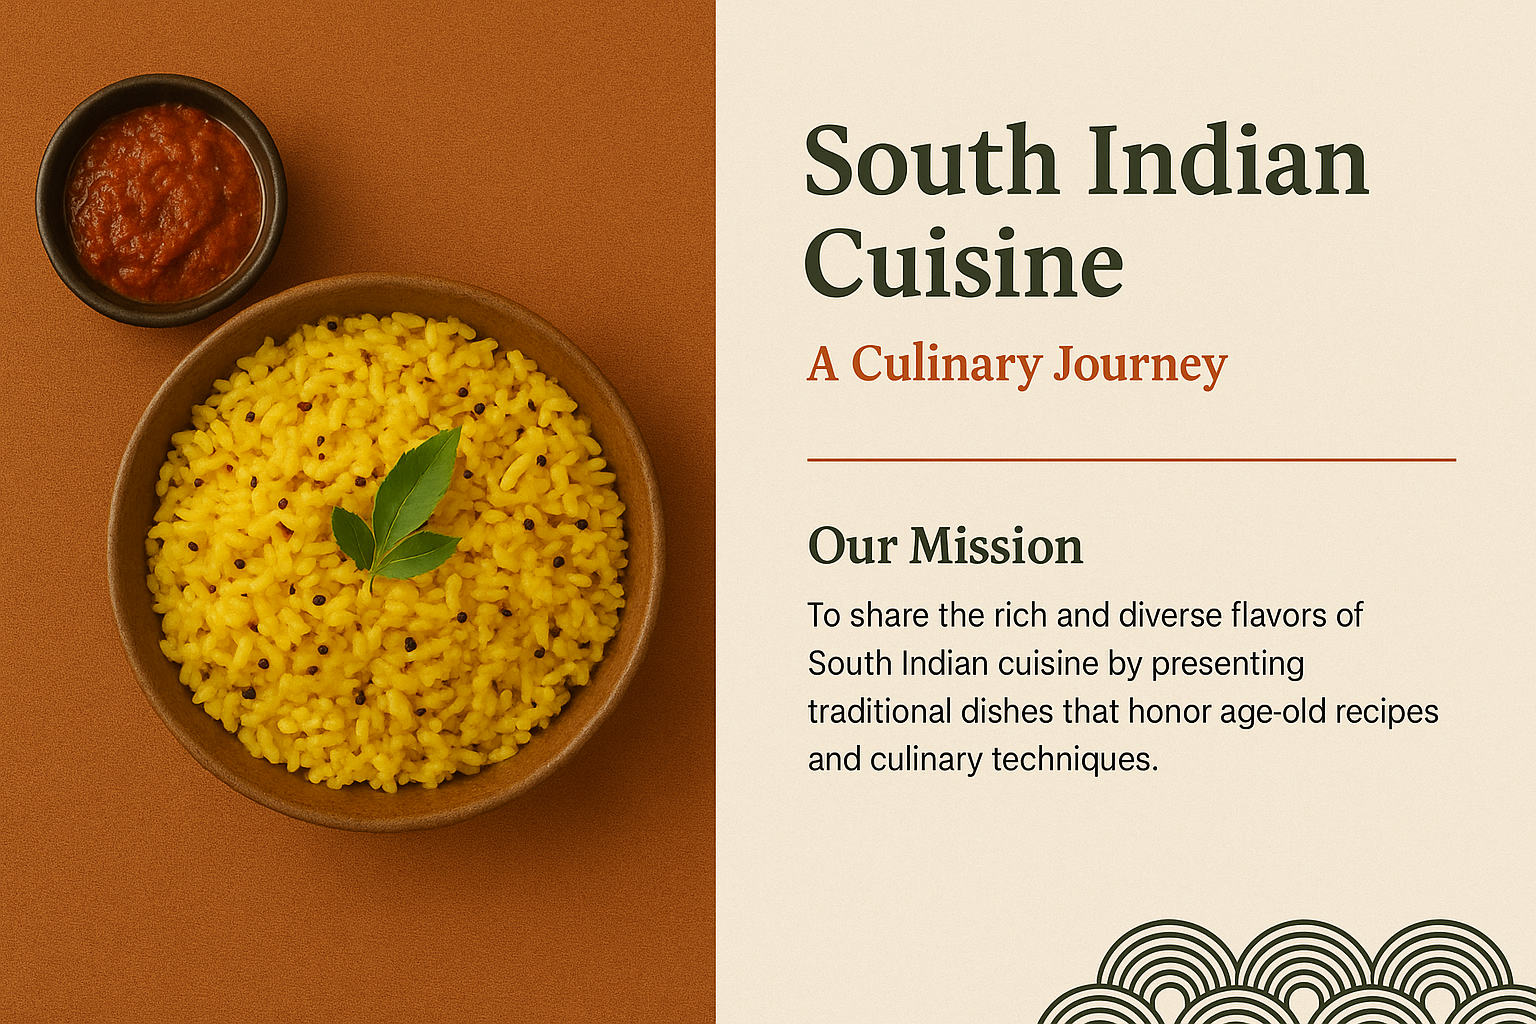 South Indian
Cuisine
A Culinary Journey
Our Mission
To share the rich and diverse flavors of
South Indian cuisine by presenting
traditional dishes that honor age-old recipes
and culinary techniques.